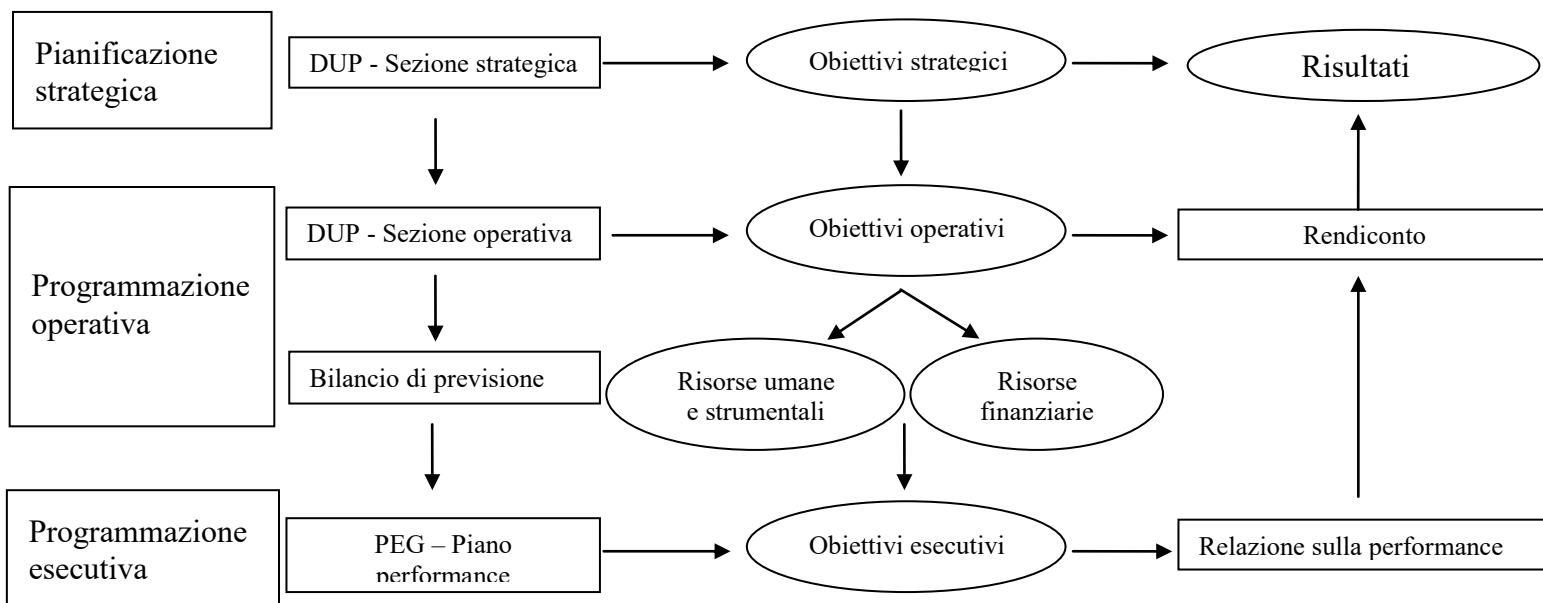 Pianificazione
strategica
DUP - Sezione strategica
Obiettivi strategici
Risultati
Programmazione
operativa
DUP - Sezione operativa
Obiettivi operativi
Rendiconto
Bilancio di previsione
Risorse umane
e strumentali
Risorse
finanziarie
Programmazione
esecutiva
PEG – Piano
performance
Obiettivi esecutivi
Relazione sulla performance